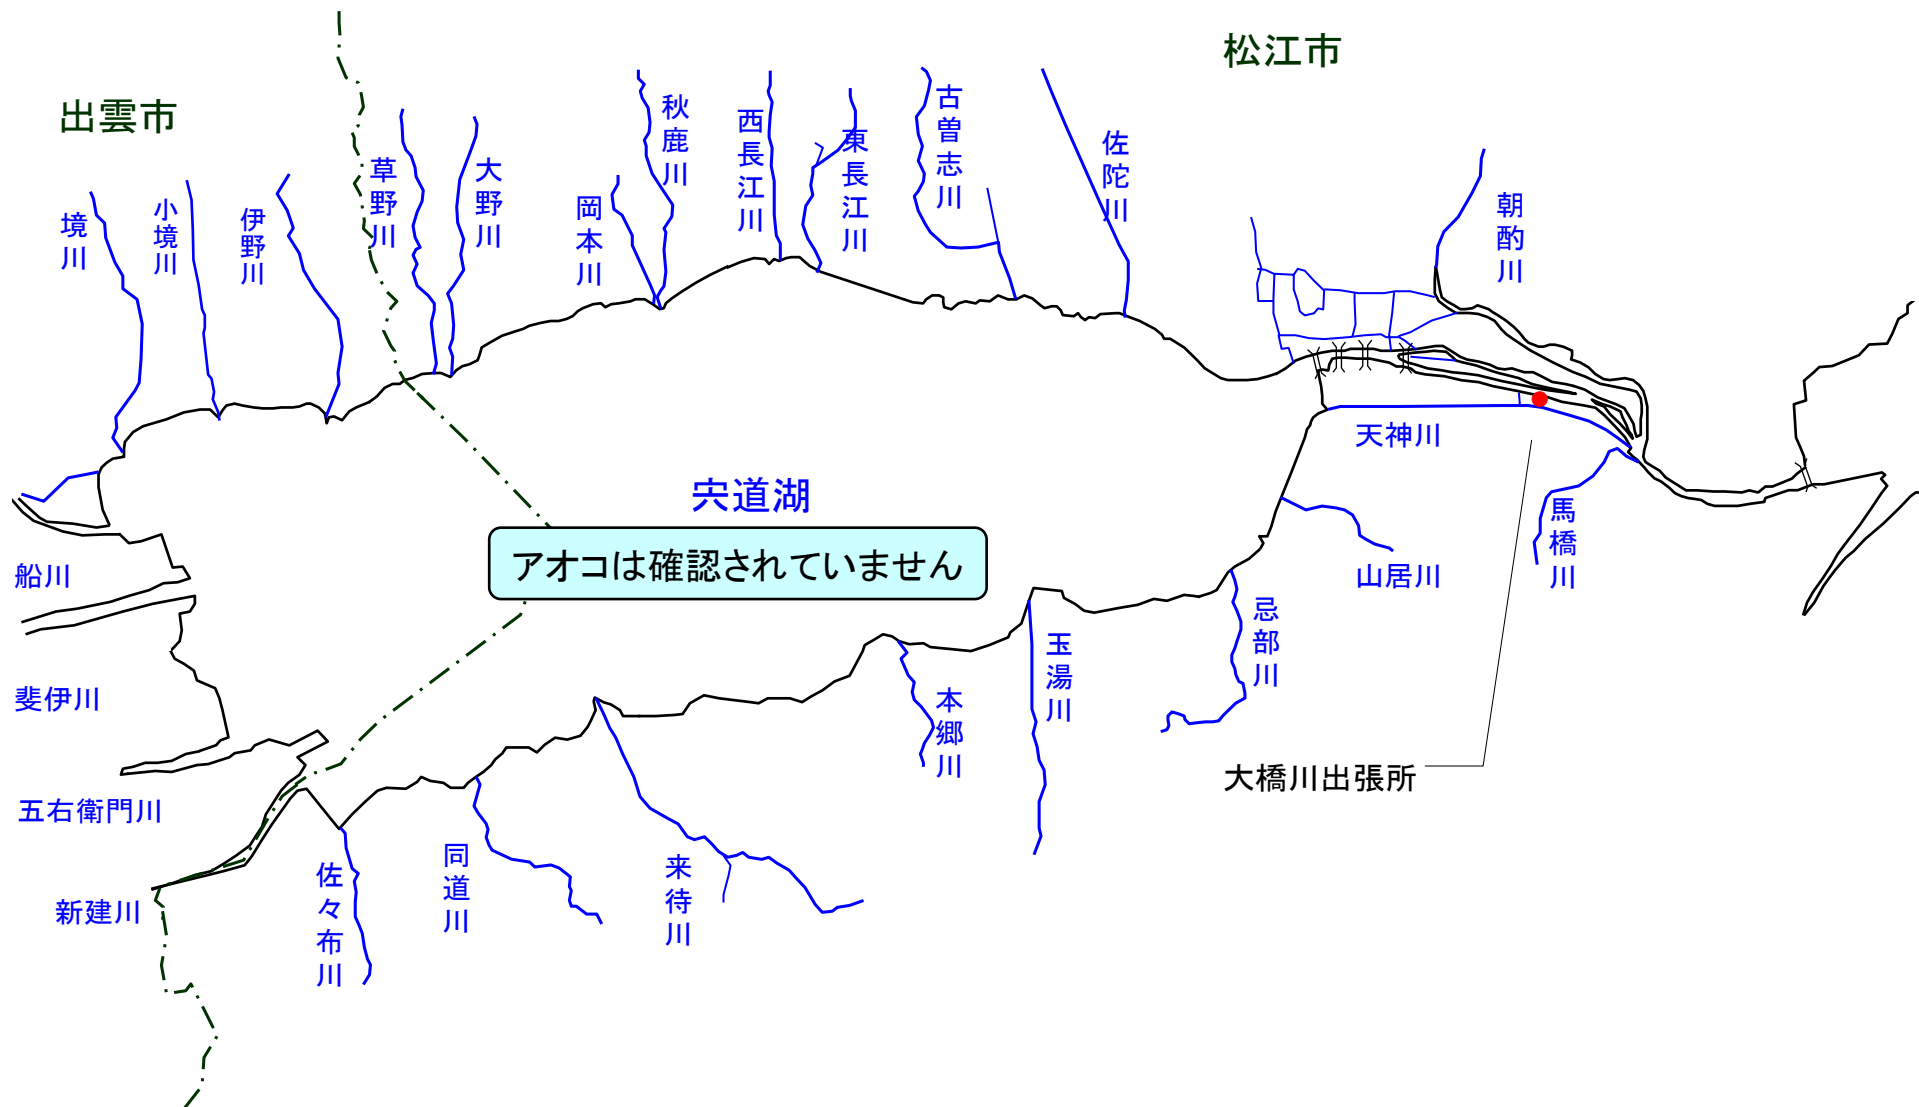 松江市
出雲市
境川
小境川
伊野川
草野川
大野川
岡本川
秋鹿川
西長江川
東長江川
古曽志川
佐陀川
朝酌川
天神川
宍道湖
アオコは確認されていません
馬橋川
山居川
忌部川
玉湯川
本郷川
船川
斐伊川
五右衛門川
新建川
佐々布川
同道川
来待川
大橋川出張所